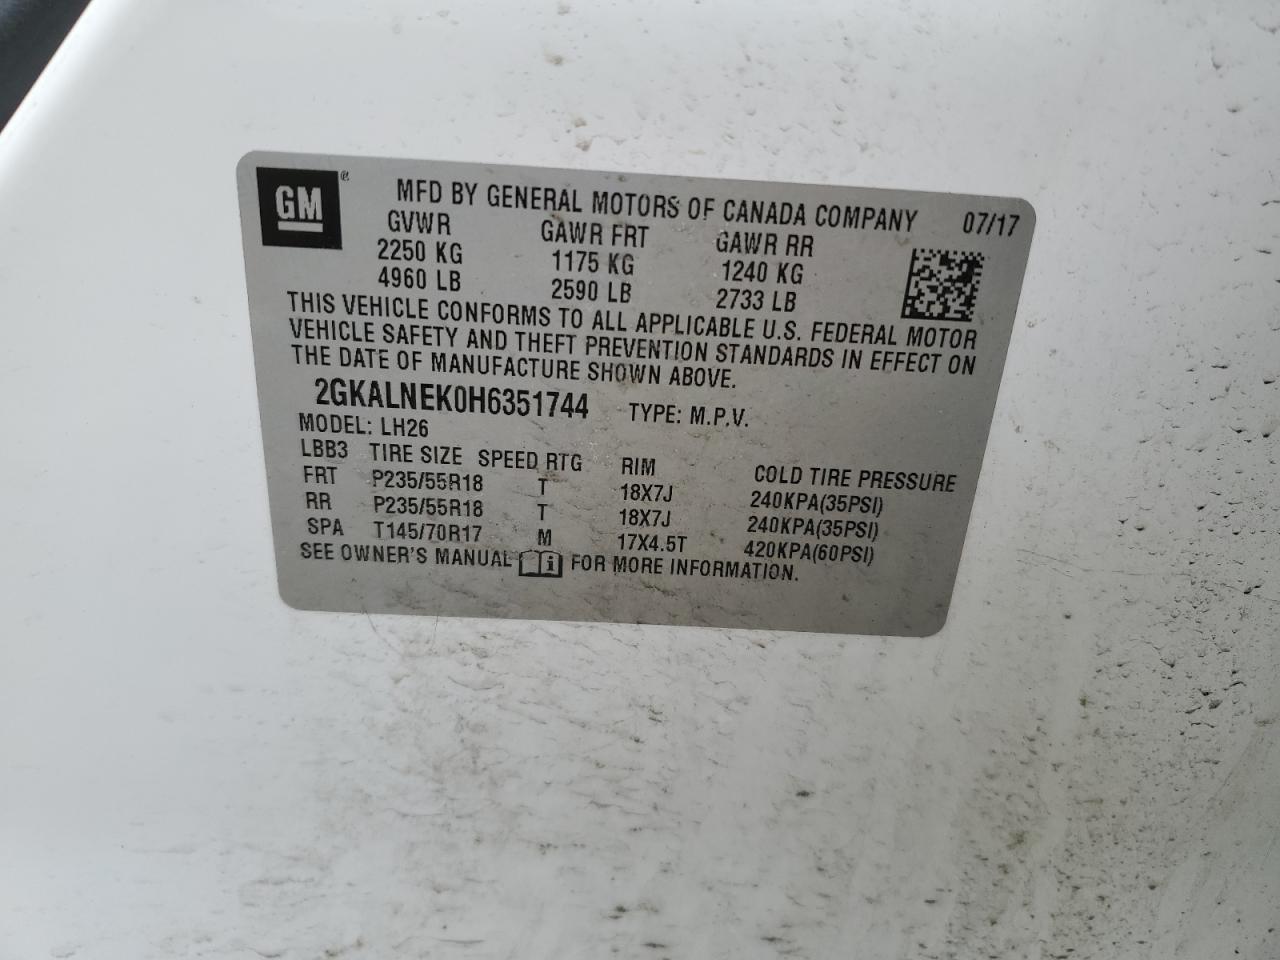 GM ® MFD BY GENERAL MOTORS OF CANADA COMPANY 07/17
GVWR GAWR FRT GAWR RR
2250 KG 1175 KG 1240 KG
4960 LB 2590 LB 2733 LB
THIS VEHICLE CONFORMS TO ALL APPLICABLE U.S. FEDERAL MOTOR
VEHICLE SAFETY AND THEFT PREVENTION STANDARDS IN EFFECT ON
THE DATE OF MANUFACTURE SHOWN ABOVE.
2GKALNEK0H6351744 TYPE: M.P.V.
MODEL: LH26
LBB3 TIRE SIZE SPEED RTG RIM COLD TIRE PRESSURE
FRT P235/55R18 T 18X7J 240KPA(35PSI)
RR P235/55R18 T 18X7J 240KPA(35PSI)
SPA T145/70R17 M 17X4.5T 420KPA(60PSI)
SEE OWNER'S MANUAL i FOR MORE INFORMATION.